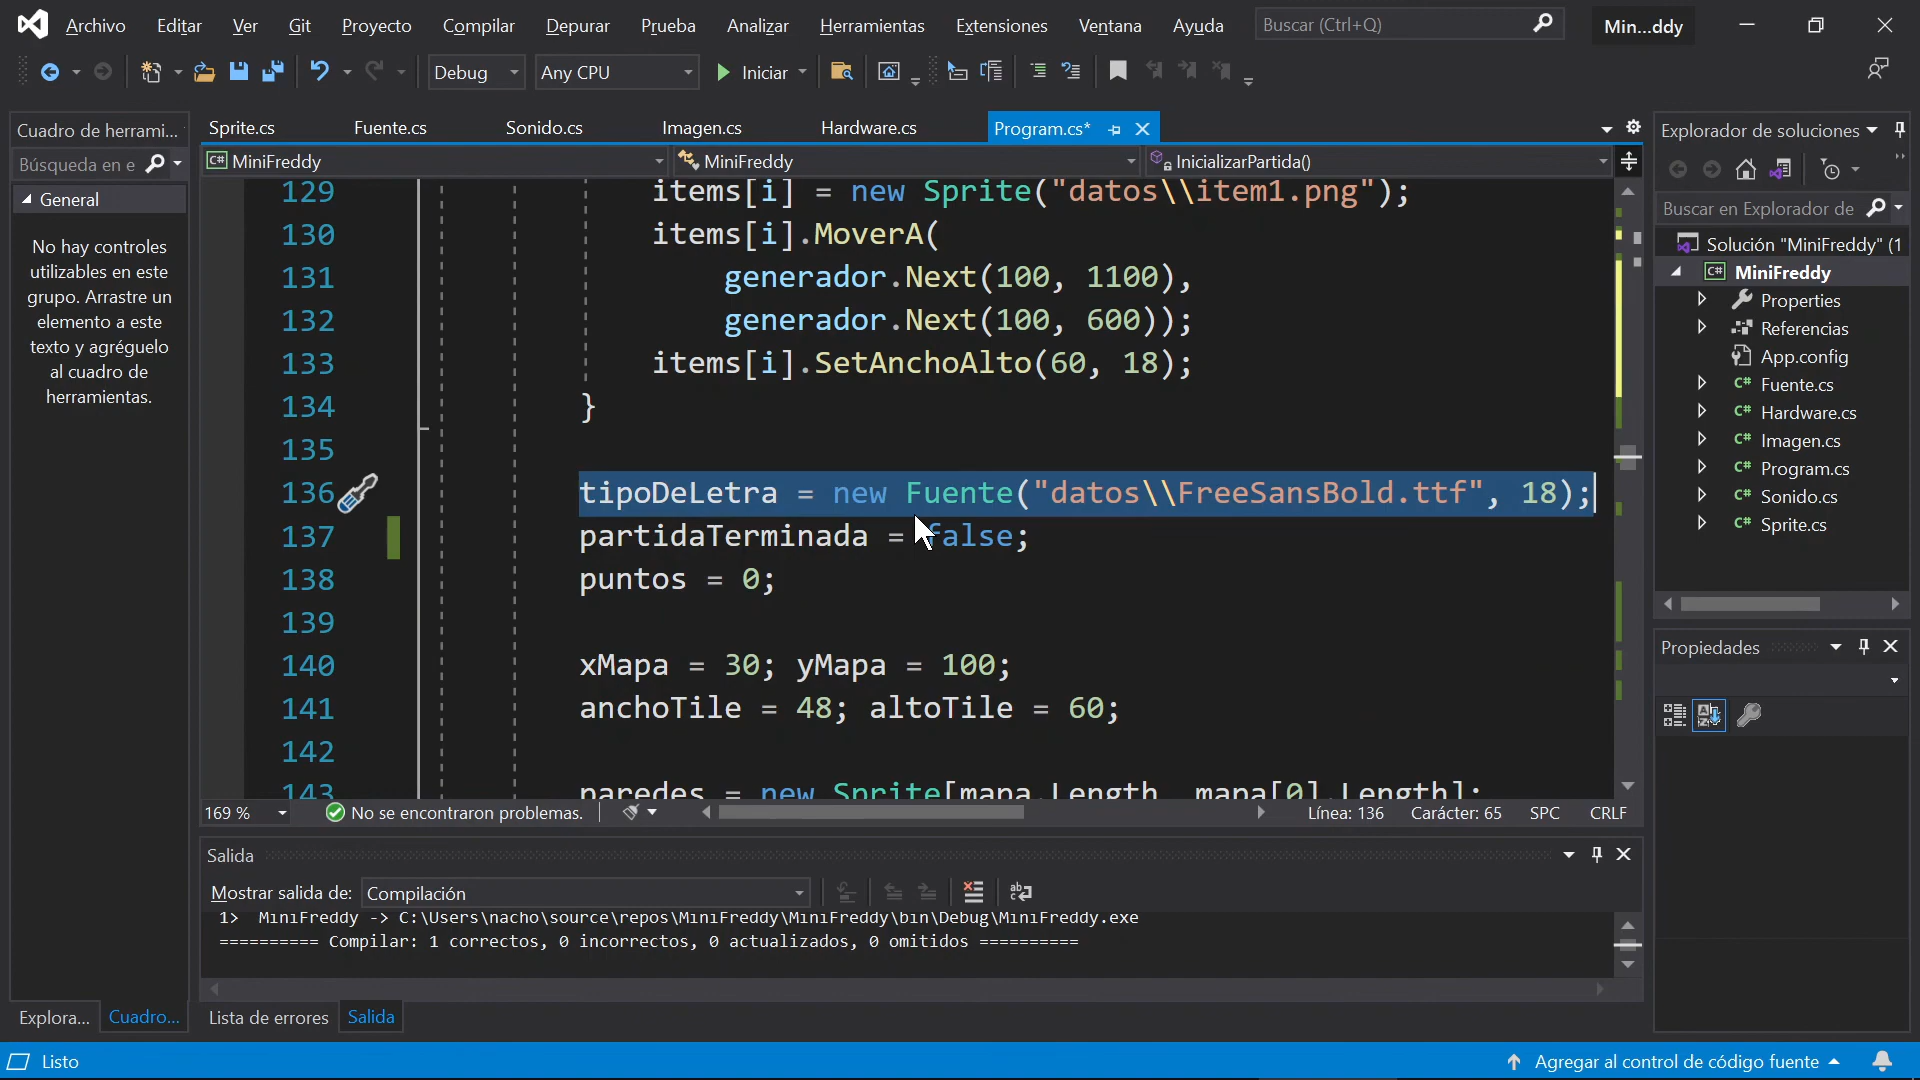 Archivo Editar Ver Git Proyecto Compilar Depurar Prueba Analizar Herramientas Extensiones Ventana Ayuda Buscar (Ctrl+Q) Min...ddy
Debug Any CPU Iniciar
Cuadro de herrami...
Búsqueda en e
General
No hay controles
utilizables en este
grupo. Arrastre un
elemento a este
texto y agréguelo
al cuadro de
herramientas.
Sprite.cs Fuente.cs Sonido.cs Imagen.cs Hardware.cs Program.cs*
C# MiniFreddy MiniFreddy InicializarPartida()
129 items[i] = new Sprite("datos\\item1.png");
130 items[i].MoverA(
131 generador.Next(100, 1100),
132 generador.Next(100, 600));
133 items[i].SetAnchoAlto(60, 18);
134 }
135
136 tipoDeLetra = new Fuente("datos\\FreeSansBold.ttf", 18);
137 partidaTerminada = false;
138 puntos = 0;
139
140 xMapa = 30; yMapa = 100;
141 anchoTile = 48; altoTile = 60;
142
143 paredes = new Sprite[mapa.Length, mapa[0].Length];
169 % No se encontraron problemas. Línea: 136 Carácter: 65 SPC CRLF
Salida
Mostrar salida de: Compilación
1> MiniFreddy -> C:\Users\nacho\source\repos\MiniFreddy\MiniFreddy\bin\Debug\MiniFreddy.exe
========== Compilar: 1 correctos, 0 incorrectos, 0 actualizados, 0 omitidos ==========
Explora... Cuadro... Lista de errores Salida
Explorador de soluciones
Buscar en Explorador de
Solución "MiniFreddy" (1
C# MiniFreddy
Properties
Referencias
App.config
C# Fuente.cs
C# Hardware.cs
C# Imagen.cs
C# Program.cs
C# Sonido.cs
C# Sprite.cs
Propiedades
Listo Agregar al control de código fuente